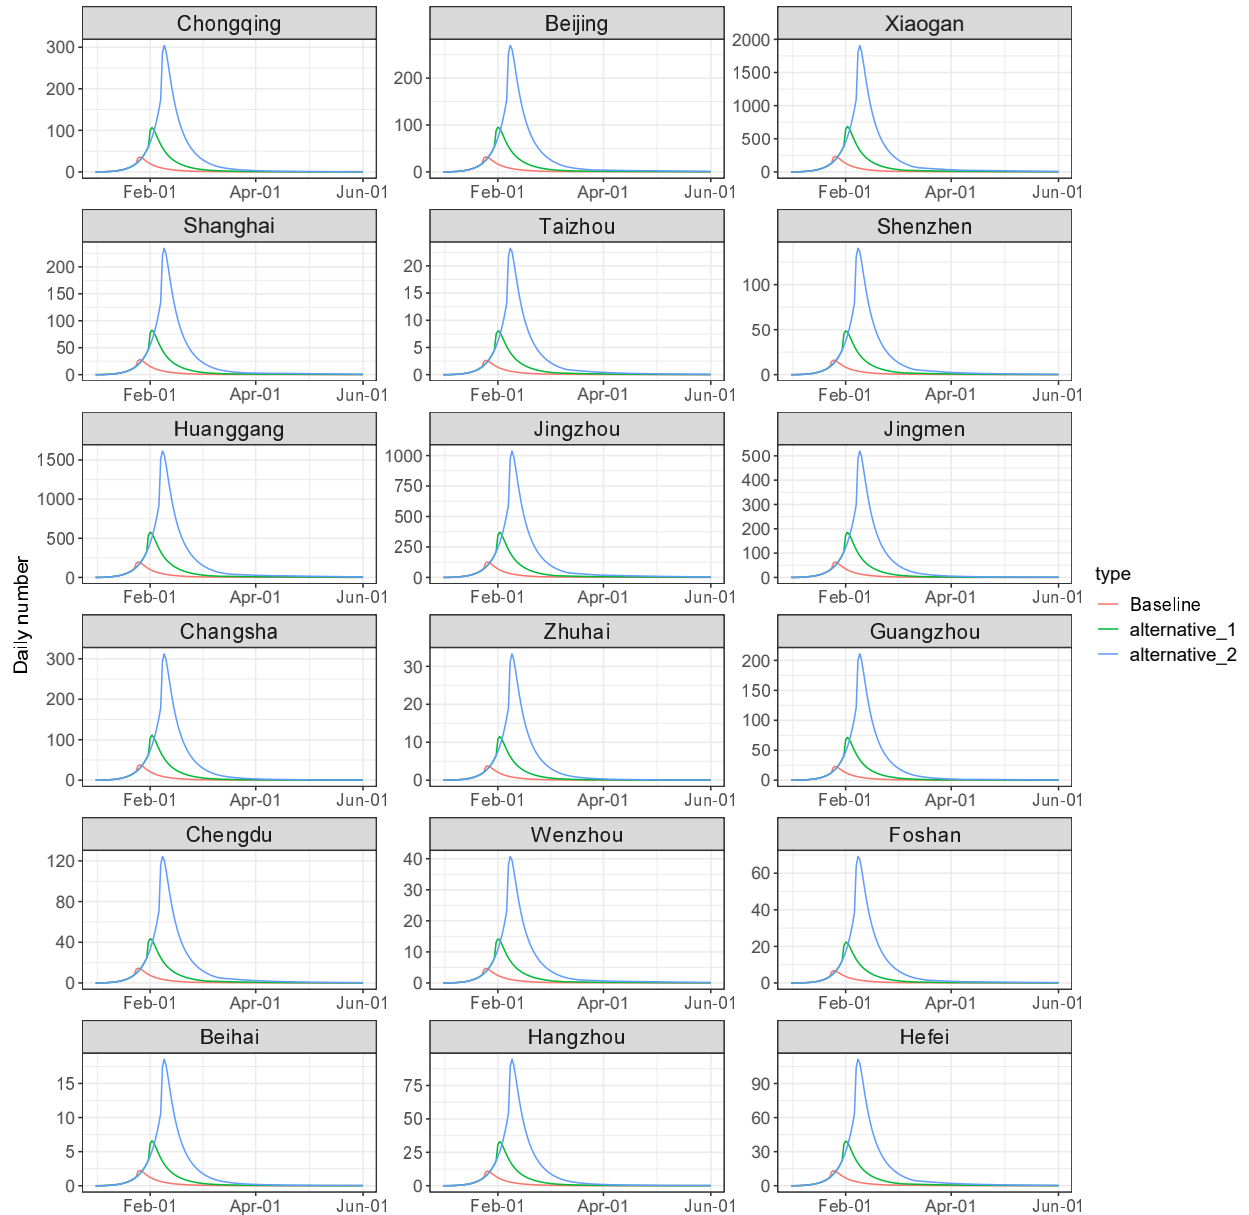 Chongqing
Beijing
Xiaogan
300
200
100
0
200
100
0
2000
1500
1000
500
0
Feb-01 Apr-01 Jun-01
Feb-01 Apr-01 Jun-01
Feb-01 Apr-01 Jun-01
Shanghai
Taizhou
Shenzhen
200
150
100
50
0
20
15
10
5
0
100
50
0
Feb-01 Apr-01 Jun-01
Feb-01 Apr-01 Jun-01
Feb-01 Apr-01 Jun-01
Huanggang
Jingzhou
Jingmen
1500
1000
500
0
1000
750
500
250
0
500
400
300
200
100
0
Feb-01 Apr-01 Jun-01
Feb-01 Apr-01 Jun-01
Feb-01 Apr-01 Jun-01
Daily number
type
Baseline
alternative_1
alternative_2
Changsha
Zhuhai
Guangzhou
300
200
100
0
30
20
10
0
200
150
100
50
0
Feb-01 Apr-01 Jun-01
Feb-01 Apr-01 Jun-01
Feb-01 Apr-01 Jun-01
Chengdu
Wenzhou
Foshan
120
80
40
0
40
30
20
10
0
60
40
20
0
Feb-01 Apr-01 Jun-01
Feb-01 Apr-01 Jun-01
Feb-01 Apr-01 Jun-01
Beihai
Hangzhou
Hefei
15
10
5
0
75
50
25
0
90
60
30
0
Feb-01 Apr-01 Jun-01
Feb-01 Apr-01 Jun-01
Feb-01 Apr-01 Jun-01